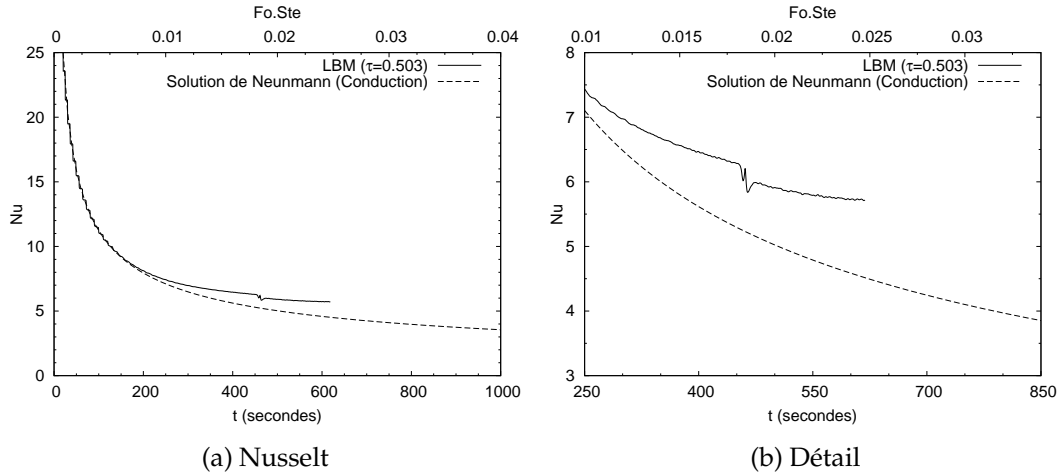 Fo.Ste
0 0.01 0.02 0.03 0.04
LBM (τ=0.503)
Solution de Neunmann (Conduction)
25
20
15
10
5
0
Nu
0 200 400 600 800 1000
t (secondes)
(a) Nusselt
Fo.Ste
0.01 0.015 0.02 0.025 0.03
LBM (τ=0.503)
Solution de Neunmann (Conduction)
8
7
6
5
4
3
Nu
250 400 550 700 850
t (secondes)
(b) Détail